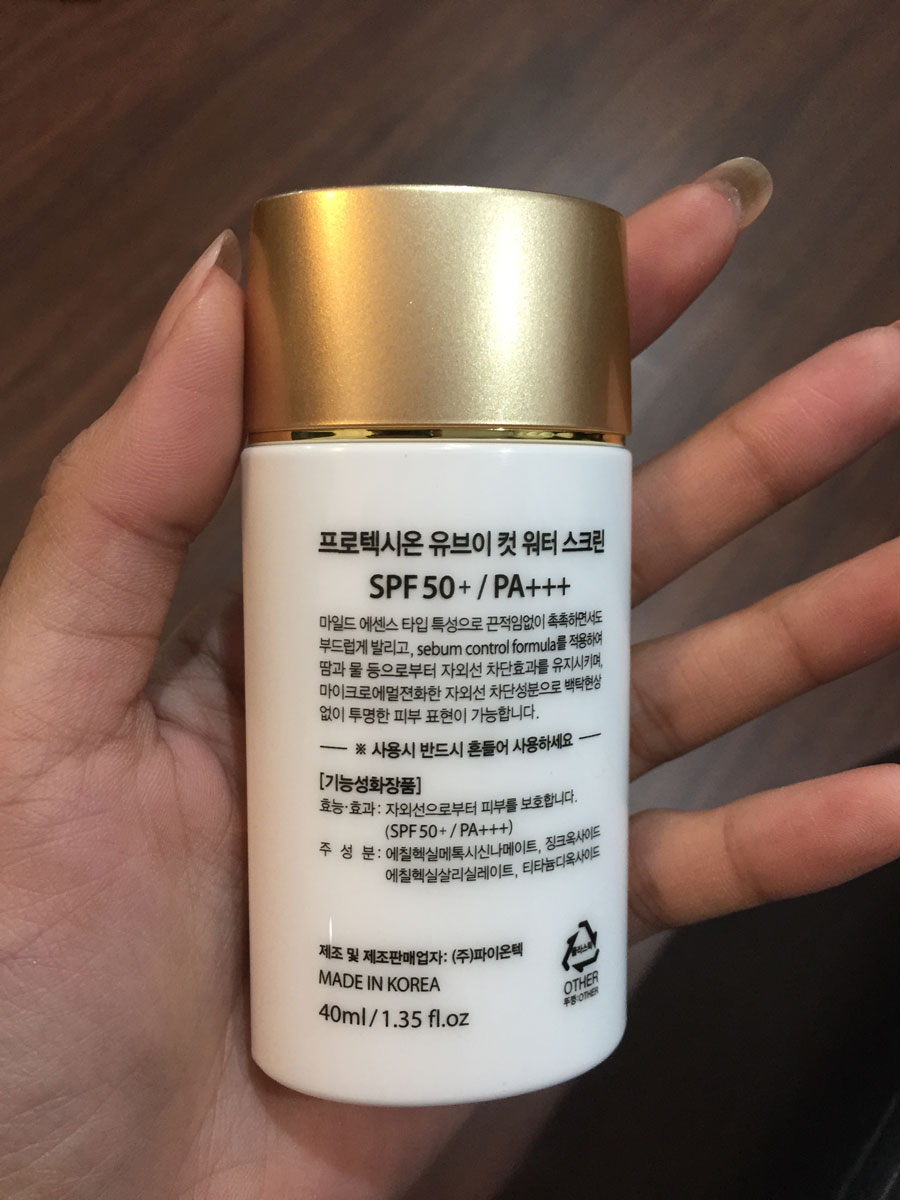 프로텍시온 유브이 컷 워터 스크린
SPF 50+ / PA+++
마일드 에센스 타입 특성으로 끈적임없이 촉촉하면서도
부드럽게 발리고, sebum control formula를 적용하여
땀과 물 등으로부터 자외선 차단효과를 유지시키며,
마이크로에멀젼화한 자외선 차단성분으로 백탁현상
없이 투명한 피부 표현이 가능합니다.
※ 사용시 반드시 흔들어 사용하세요
[기능성화장품]
효능·효과 : 자외선으로부터 피부를 보호합니다.
(SPF 50+ / PA+++)
주 성 분 : 에칠헥실메톡시신나메이트, 징크옥사이드
에칠헥실살리실레이트, 티타늄디옥사이드
제조 및 제조판매업자: (주)파이온텍
MADE IN KOREA
40ml / 1.35 fl.oz
플라스틱
OTHER
뚜껑:OTHER